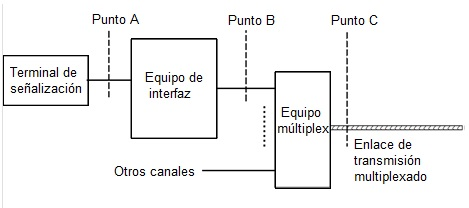 Punto A
Punto B
Punto C
Terminal de
señalización
Equipo de
interfaz
Equipo
múltiplex
Otros canales
Enlace de
transmisión
multiplexado